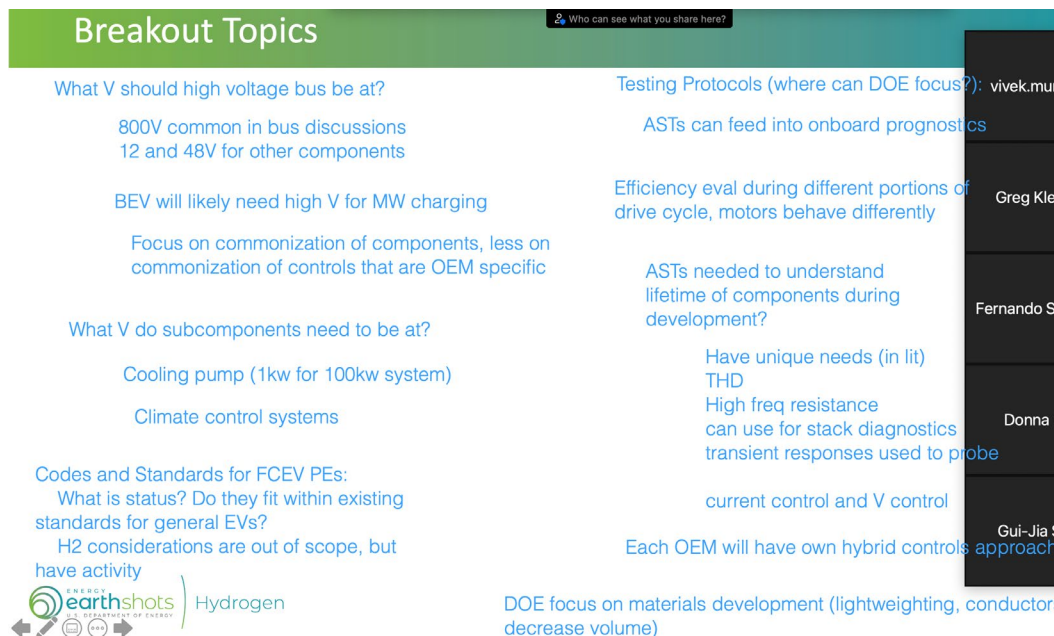 Breakout Topics
Who can see what you share here?
What V should high voltage bus be at?
800V common in bus discussions
12 and 48V for other components
BEV will likely need high V for MW charging
Focus on commonization of components, less on
commonization of controls that are OEM specific
What V do subcomponents need to be at?
Cooling pump (1kw for 100kw system)
Climate control systems
Codes and Standards for FCEV PEs:
What is status? Do they fit within existing
standards for general EVs?
H2 considerations are out of scope, but
have activity
Testing Protocols (where can DOE focus?):
ASTs can feed into onboard prognostics
Efficiency eval during different portions of
drive cycle, motors behave differently
ASTs needed to understand
lifetime of components during
development?
Have unique needs (in lit)
THD
High freq resistance
can use for stack diagnostics
transient responses used to probe
current control and V control
Each OEM will have own hybrid controls approach
DOE focus on materials development (lightweighting, conductor
decrease volume)
vivek.mur
Greg Kle
Fernando S
Donna
Gui-Jia S
ENERGY
earthshots
U.S. DEPARTMENT OF ENERGY
Hydrogen